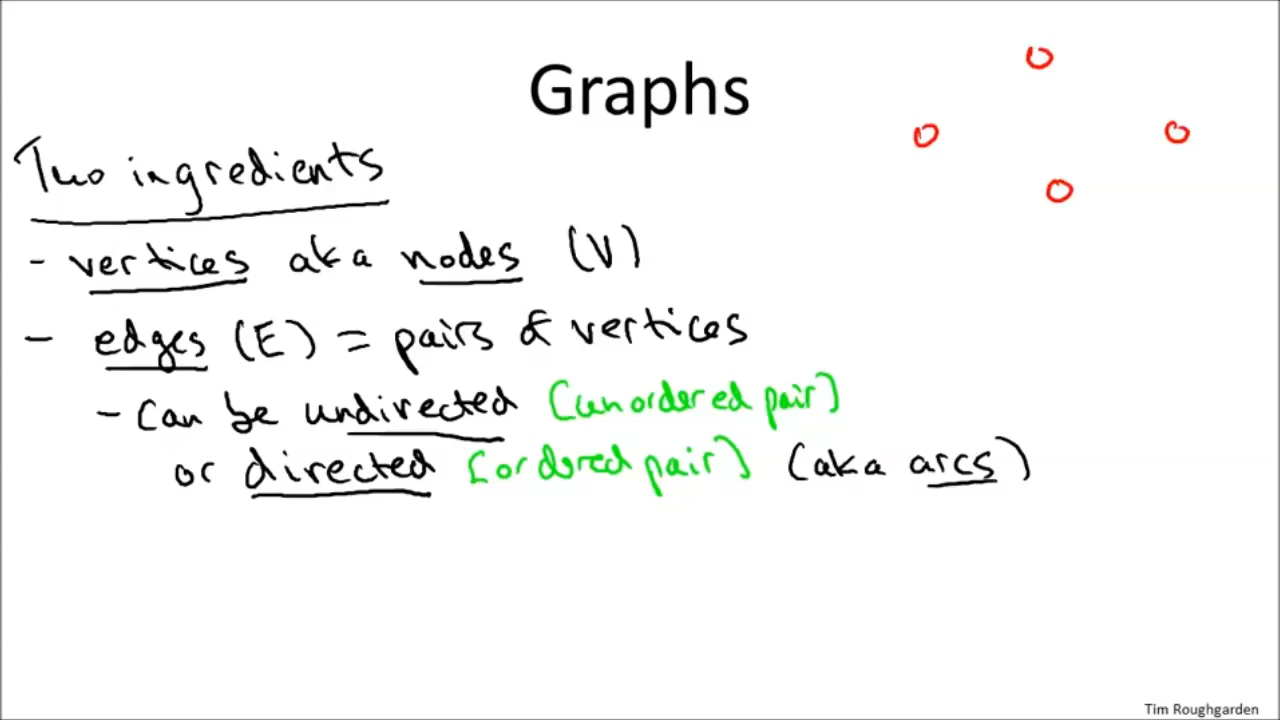 Graphs
Two ingredients
- vertices aka nodes (V)
- edges (E) = pairs of vertices
- can be undirected [unordered pair]
or directed [ordered pair] (aka arcs)
Tim Roughgarden